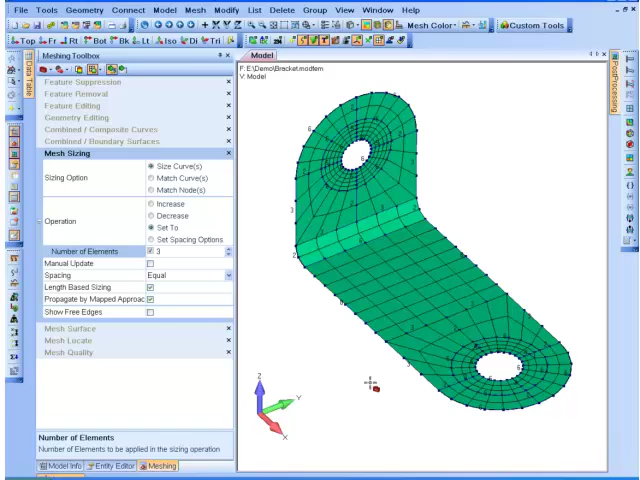 File Tools Geometry Connect Model Mesh Modify List Delete Group View Window Help
Mesh Color
Custom Tools
Top Fr Rt Bot Bk Lt Iso Di Tri
Data Table
Meshing Toolbox
Feature Suppression
Feature Removal
Feature Editing
Geometry Editing
Combined / Composite Curves
Combined / Boundary Surfaces
Mesh Sizing
Sizing Option
Size Curve(s)
Match Curve(s)
Match Node(s)
Operation
Increase
Decrease
Set To
Set Spacing Options
Number of Elements 3
Manual Update
Spacing Equal
Length Based Sizing
Propagate by Mapped Approac
Show Free Edges
Mesh Surface
Mesh Locate
Mesh Quality
Number of Elements
Number of Elements to be applied in the sizing operation
Model Info Entity Editor Meshing
Model
F: E:\Demo\Bracket.modfem
V: Model
Z
Y
X
PostProcessing